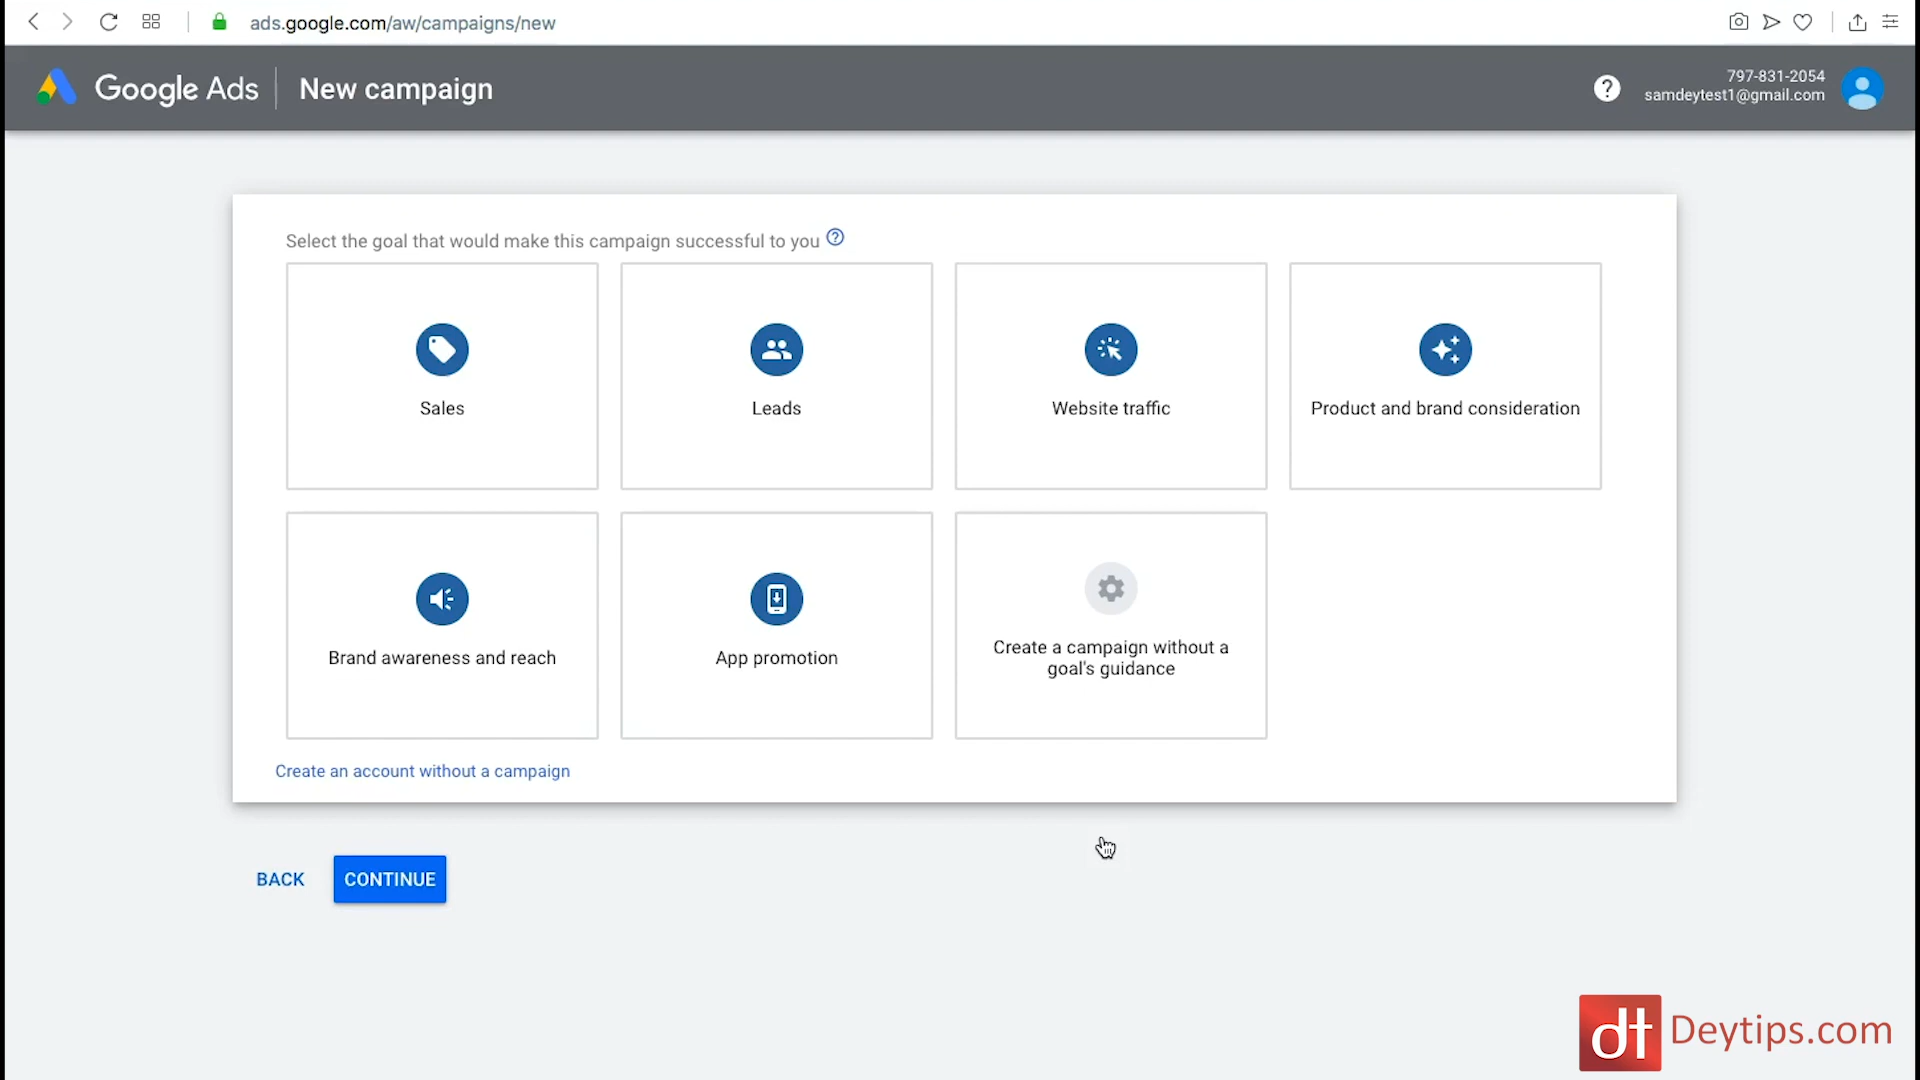 ads.google.com/aw/campaigns/new
Google Ads
New campaign
?
797-831-2054
samdeytest1@gmail.com
Select the goal that would make this campaign successful to you ?
Sales
Leads
Website traffic
Product and brand consideration
Brand awareness and reach
App promotion
Create a campaign without a
goal's guidance
Create an account without a campaign
BACK
CONTINUE
dt Deytips.com